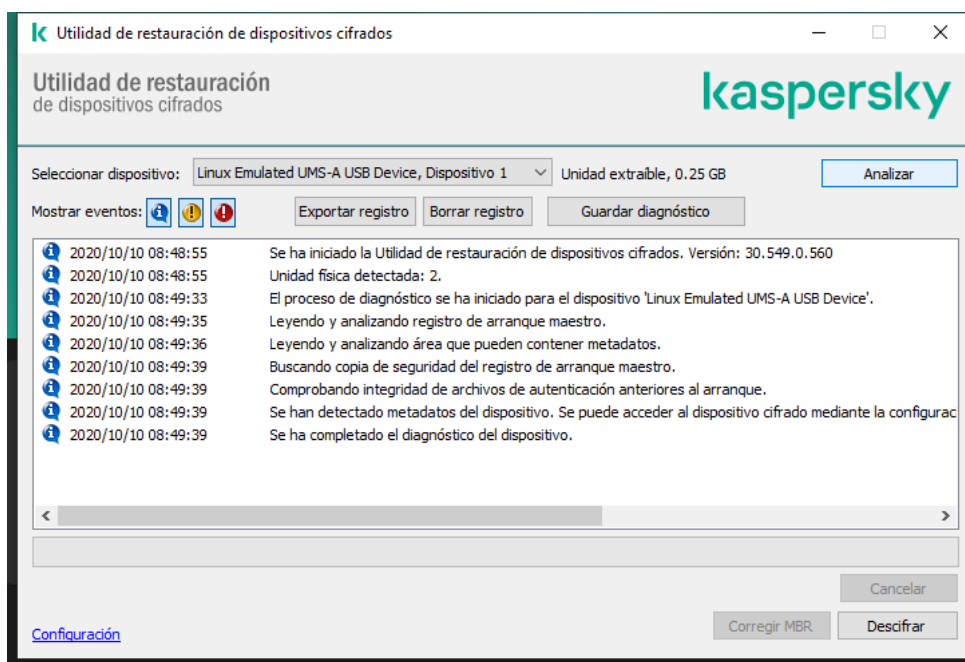 Utilidad de restauración de dispositivos cifrados
Utilidad de restauración
de dispositivos cifrados
kaspersky
Seleccionar dispositivo: Linux Emulated UMS-A USB Device, Dispositivo 1 Unidad extraíble, 0.25 GB Analizar
Mostrar eventos: Exportar registro Borrar registro Guardar diagnóstico
2020/10/10 08:48:55 Se ha iniciado la Utilidad de restauración de dispositivos cifrados. Versión: 30.549.0.560
2020/10/10 08:48:55 Unidad física detectada: 2.
2020/10/10 08:49:33 El proceso de diagnóstico se ha iniciado para el dispositivo 'Linux Emulated UMS-A USB Device'.
2020/10/10 08:49:35 Leyendo y analizando registro de arranque maestro.
2020/10/10 08:49:36 Leyendo y analizando área que pueden contener metadatos.
2020/10/10 08:49:39 Buscando copia de seguridad del registro de arranque maestro.
2020/10/10 08:49:39 Comprobando integridad de archivos de autenticación anteriores al arranque.
2020/10/10 08:49:39 Se han detectado metadatos del dispositivo. Se puede acceder al dispositivo cifrado mediante la configurac
2020/10/10 08:49:39 Se ha completado el diagnóstico del dispositivo.
Cancelar
Configuración Corregir MBR Descifrar